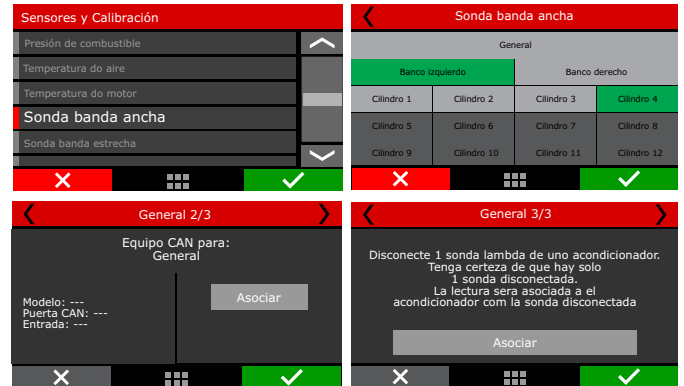 Sensores y Calibración
Presión de combustible
Temperatura do aire
Temperatura do motor
Sonda banda ancha
Sonda banda estrecha
Sonda banda ancha
General
Banco izquierdo
Banco derecho
Cilindro 1
Cilindro 2
Cilindro 3
Cilindro 4
Cilindro 5
Cilindro 6
Cilindro 7
Cilindro 8
Cilindro 9
Cilindro 10
Cilindro 11
Cilindro 12
General 2/3
Equipo CAN para:
General
Modelo: ---
Puerta CAN: ---
Entrada: ---
Asociar
General 3/3
Disconecte 1 sonda lambda de uno acondicionador.
Tenga certeza de que hay solo
1 sonda disconectada.
La lectura sera asociada a el
acondicionador com la sonda disconectada
Asociar